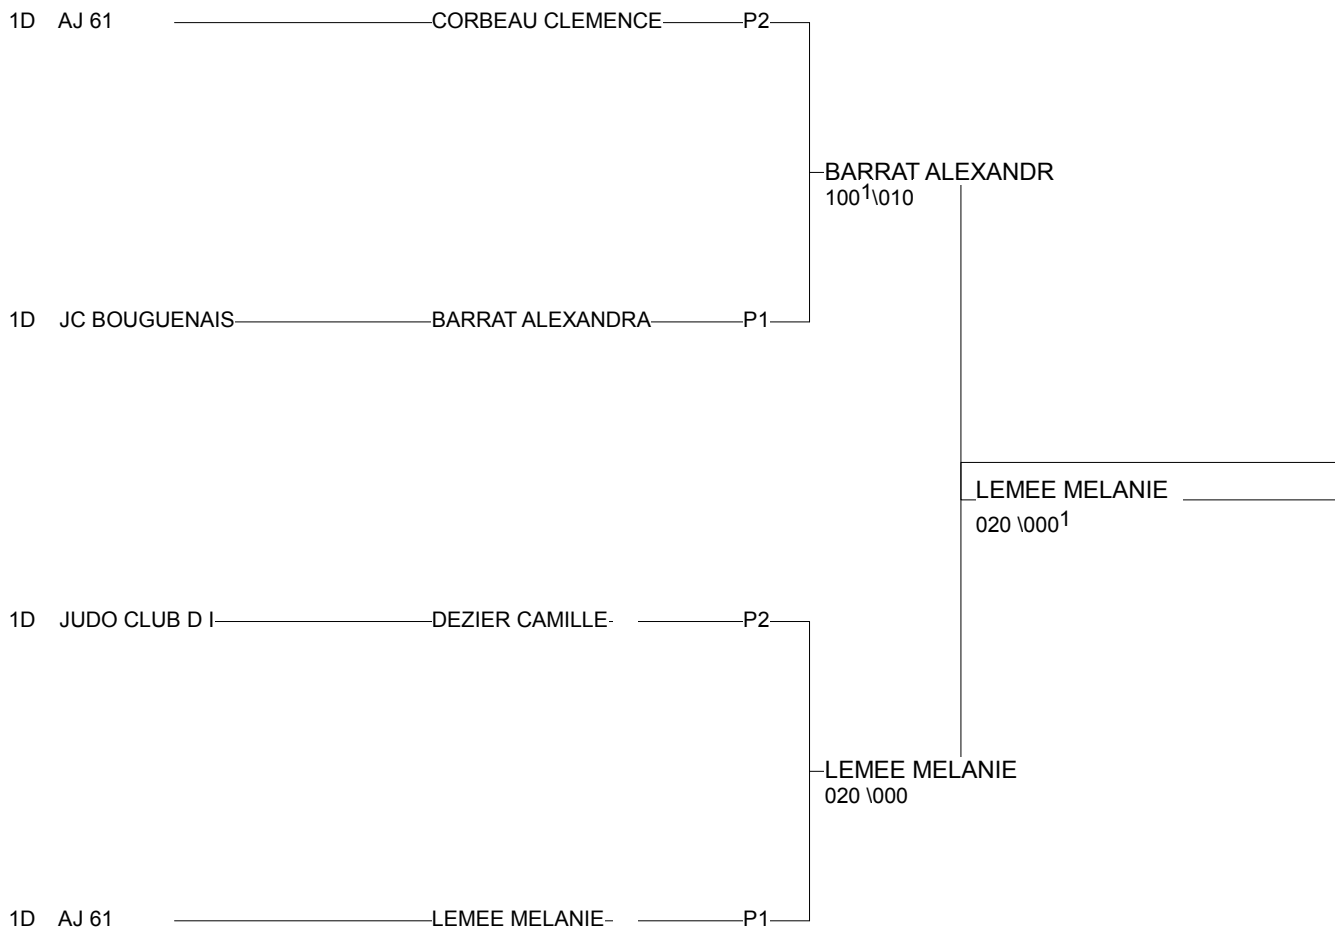 1D AJ 61 CORBEAU CLEMENCE P2
BARRAT ALEXANDR
100¹\010
1D JC BOUGUENAIS BARRAT ALEXANDRA P1
LEMEE MELANIE
020 \000¹
1D JUDO CLUB D I DEZIER CAMILLE P2
LEMEE MELANIE
020 \000
1D AJ 61 LEMEE MELANIE P1